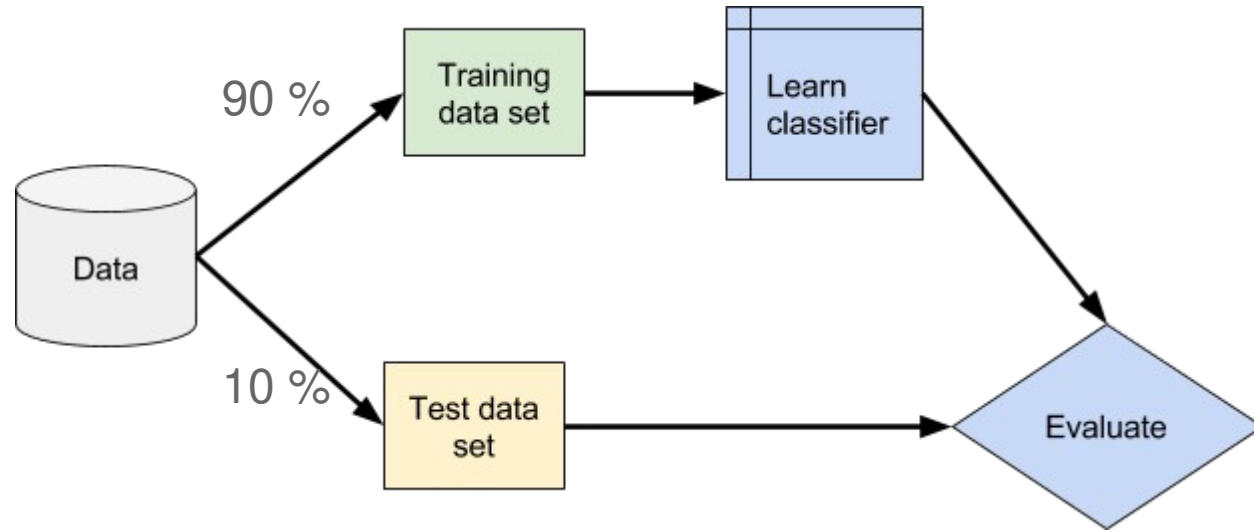 90 %
Training
data set
Learn
classifier
Data
10 %
Test data
set
Evaluate